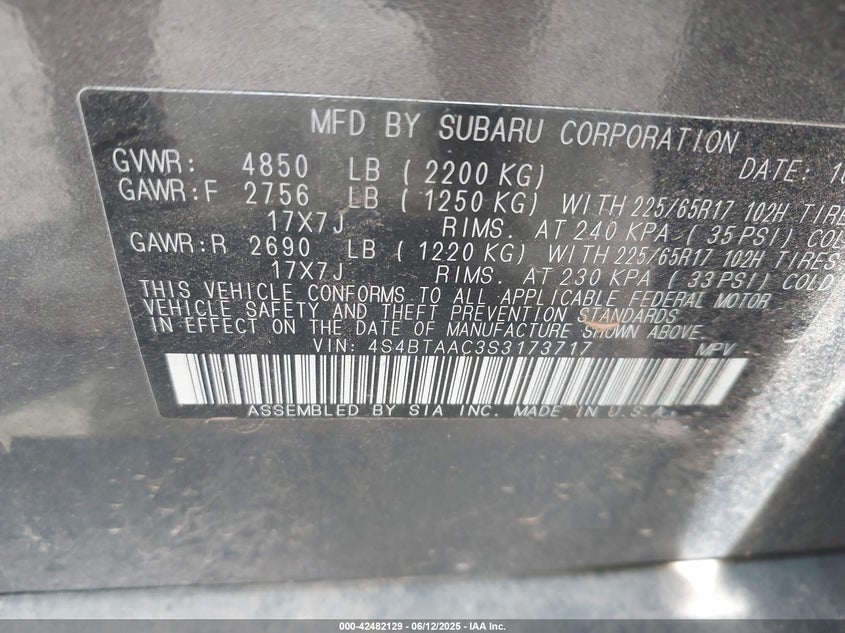 MFD BY SUBARU CORPORATION
GVWR: 4850 LB ( 2200 KG) DATE: 10
GAWR:F 2756 LB ( 1250 KG) WITH 225/65R17 102H TIRE
17X7J RIMS. AT 240 KPA ( 35 PSI) COL
GAWR:R 2690 LB ( 1220 KG) WITH 225/65R17 102H TIRES
17X7J RIMS. AT 230 KPA ( 33 PSI) COLD
THIS VEHICLE CONFORMS TO ALL APPLICABLE FEDERAL MOTOR
VEHICLE SAFETY AND THEFT PREVENTION STANDARDS
IN EFFECT ON THE DATE OF MANUFACTURE SHOWN ABOVE.
VIN: 4S4BTAAC3S3173717 MPV
ASSEMBLED BY SIA INC. MADE IN U.S.A.
000-42482129 - 06/12/2025 - IAA Inc.